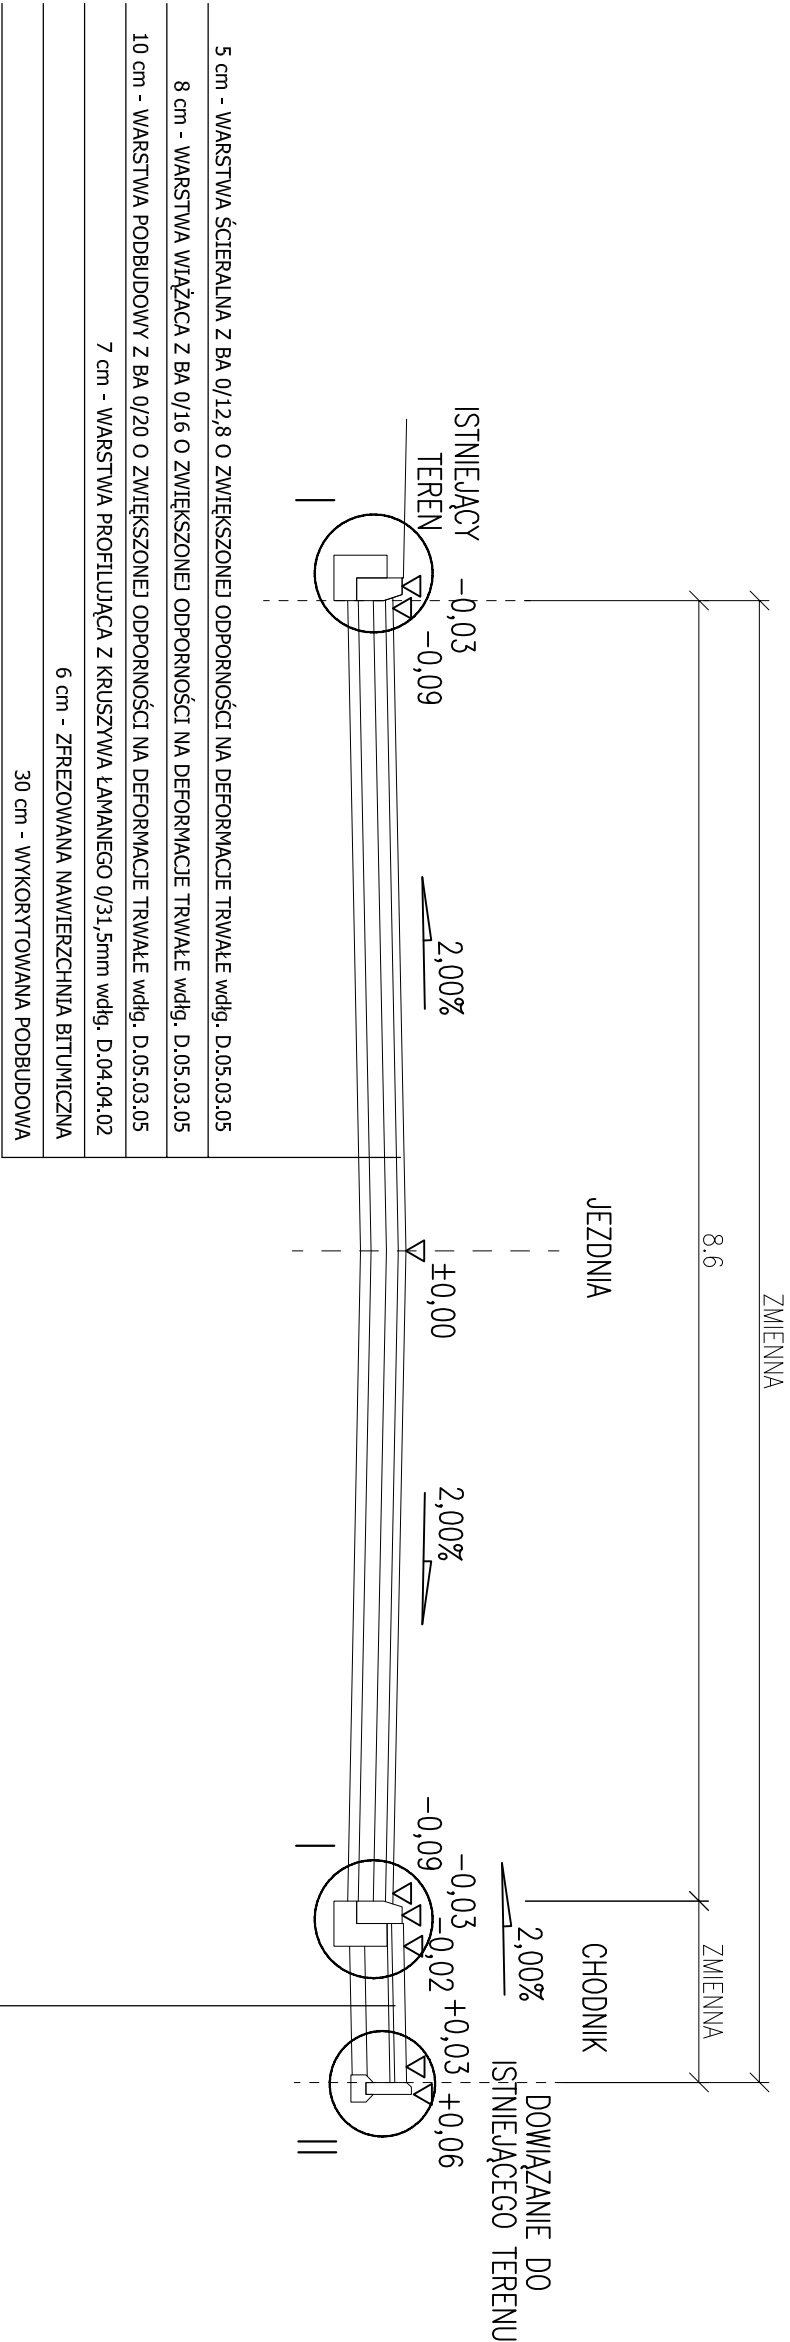 ZMIENNA
8.6
ZMIENNA
JEZDNIA
CHODNIK
DOWIĄZANIE DO
ISTNIEJĄCEGO TERENU
ISTNIEJĄCY
TEREN
-0,03
-0,09
2,00%
±0,00
2,00%
-0,09
-0,03
-0,02
2,00%
+0,03
+0,06
I
I
II
5 cm - WARSTWA ŚCIERALNA Z BA 0/12,8 O ZWIĘKSZONEJ ODPORNOŚCI NA DEFORMACJE TRWAŁE wdłg. D.05.03.05
8 cm - WARSTWA WIĄŻACA Z BA 0/16 O ZWIĘKSZONEJ ODPORNOŚCI NA DEFORMACJE TRWAŁE wdłg. D.05.03.05
10 cm - WARSTWA PODBUDOWY Z BA 0/20 O ZWIĘKSZONEJ ODPORNOŚCI NA DEFORMACJE TRWAŁE wdłg. D.05.03.05
7 cm - WARSTWA PROFILUJĄCA Z KRUSZYWA ŁAMANEGO 0/31,5mm wdłg. D.04.04.02
6 cm - ZFREZOWANA NAWIERZCHNIA BITUMICZNA
30 cm - WYKORYTOWANA PODBUDOWA